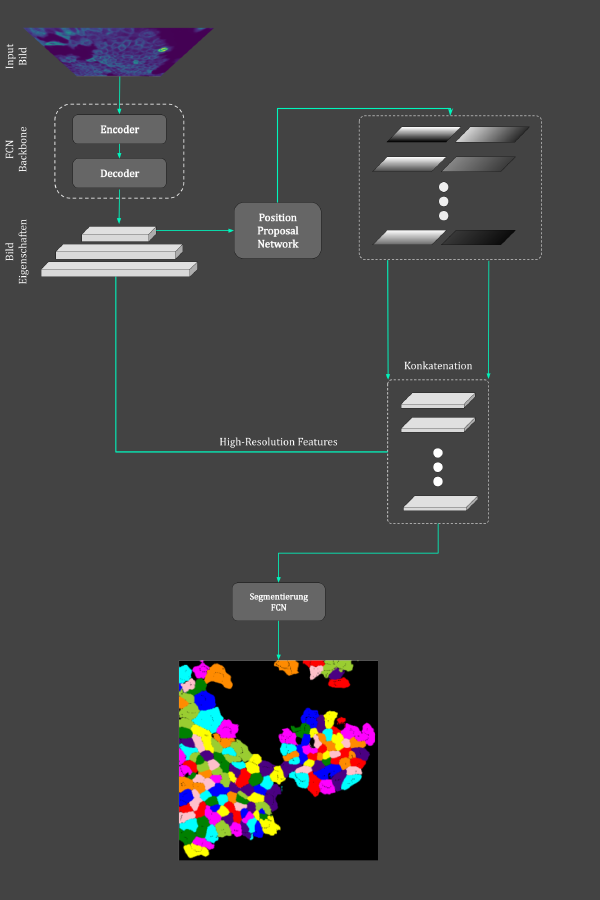 Input
Bild
FCN
Backbone
Encoder
Decoder
Bild
Eigenschaften
Position
Proposal
Network
Konkatenation
High-Resolution Features
Segmentierung
FCN